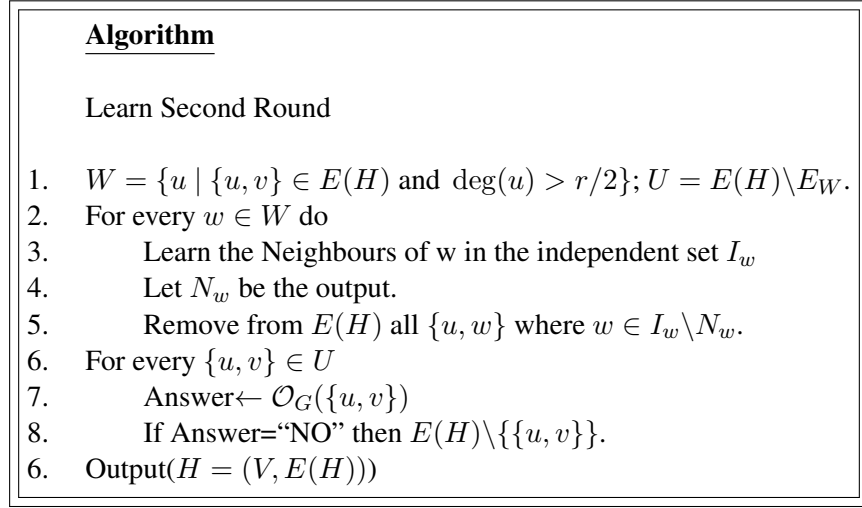 Algorithm
Learn Second Round
1. W = {u | {u, v} ∈ E(H) and deg(u) > r/2}; U = E(H)\E_W.
2. For every w ∈ W do
3. Learn the Neighbours of w in the independent set I_w
4. Let N_w be the output.
5. Remove from E(H) all {u, w} where w ∈ I_w\N_w.
6. For every {u, v} ∈ U
7. Answer← 𝒪_G({u, v})
8. If Answer=“NO” then E(H)\{{u, v}}.
6. Output(H = (V, E(H)))